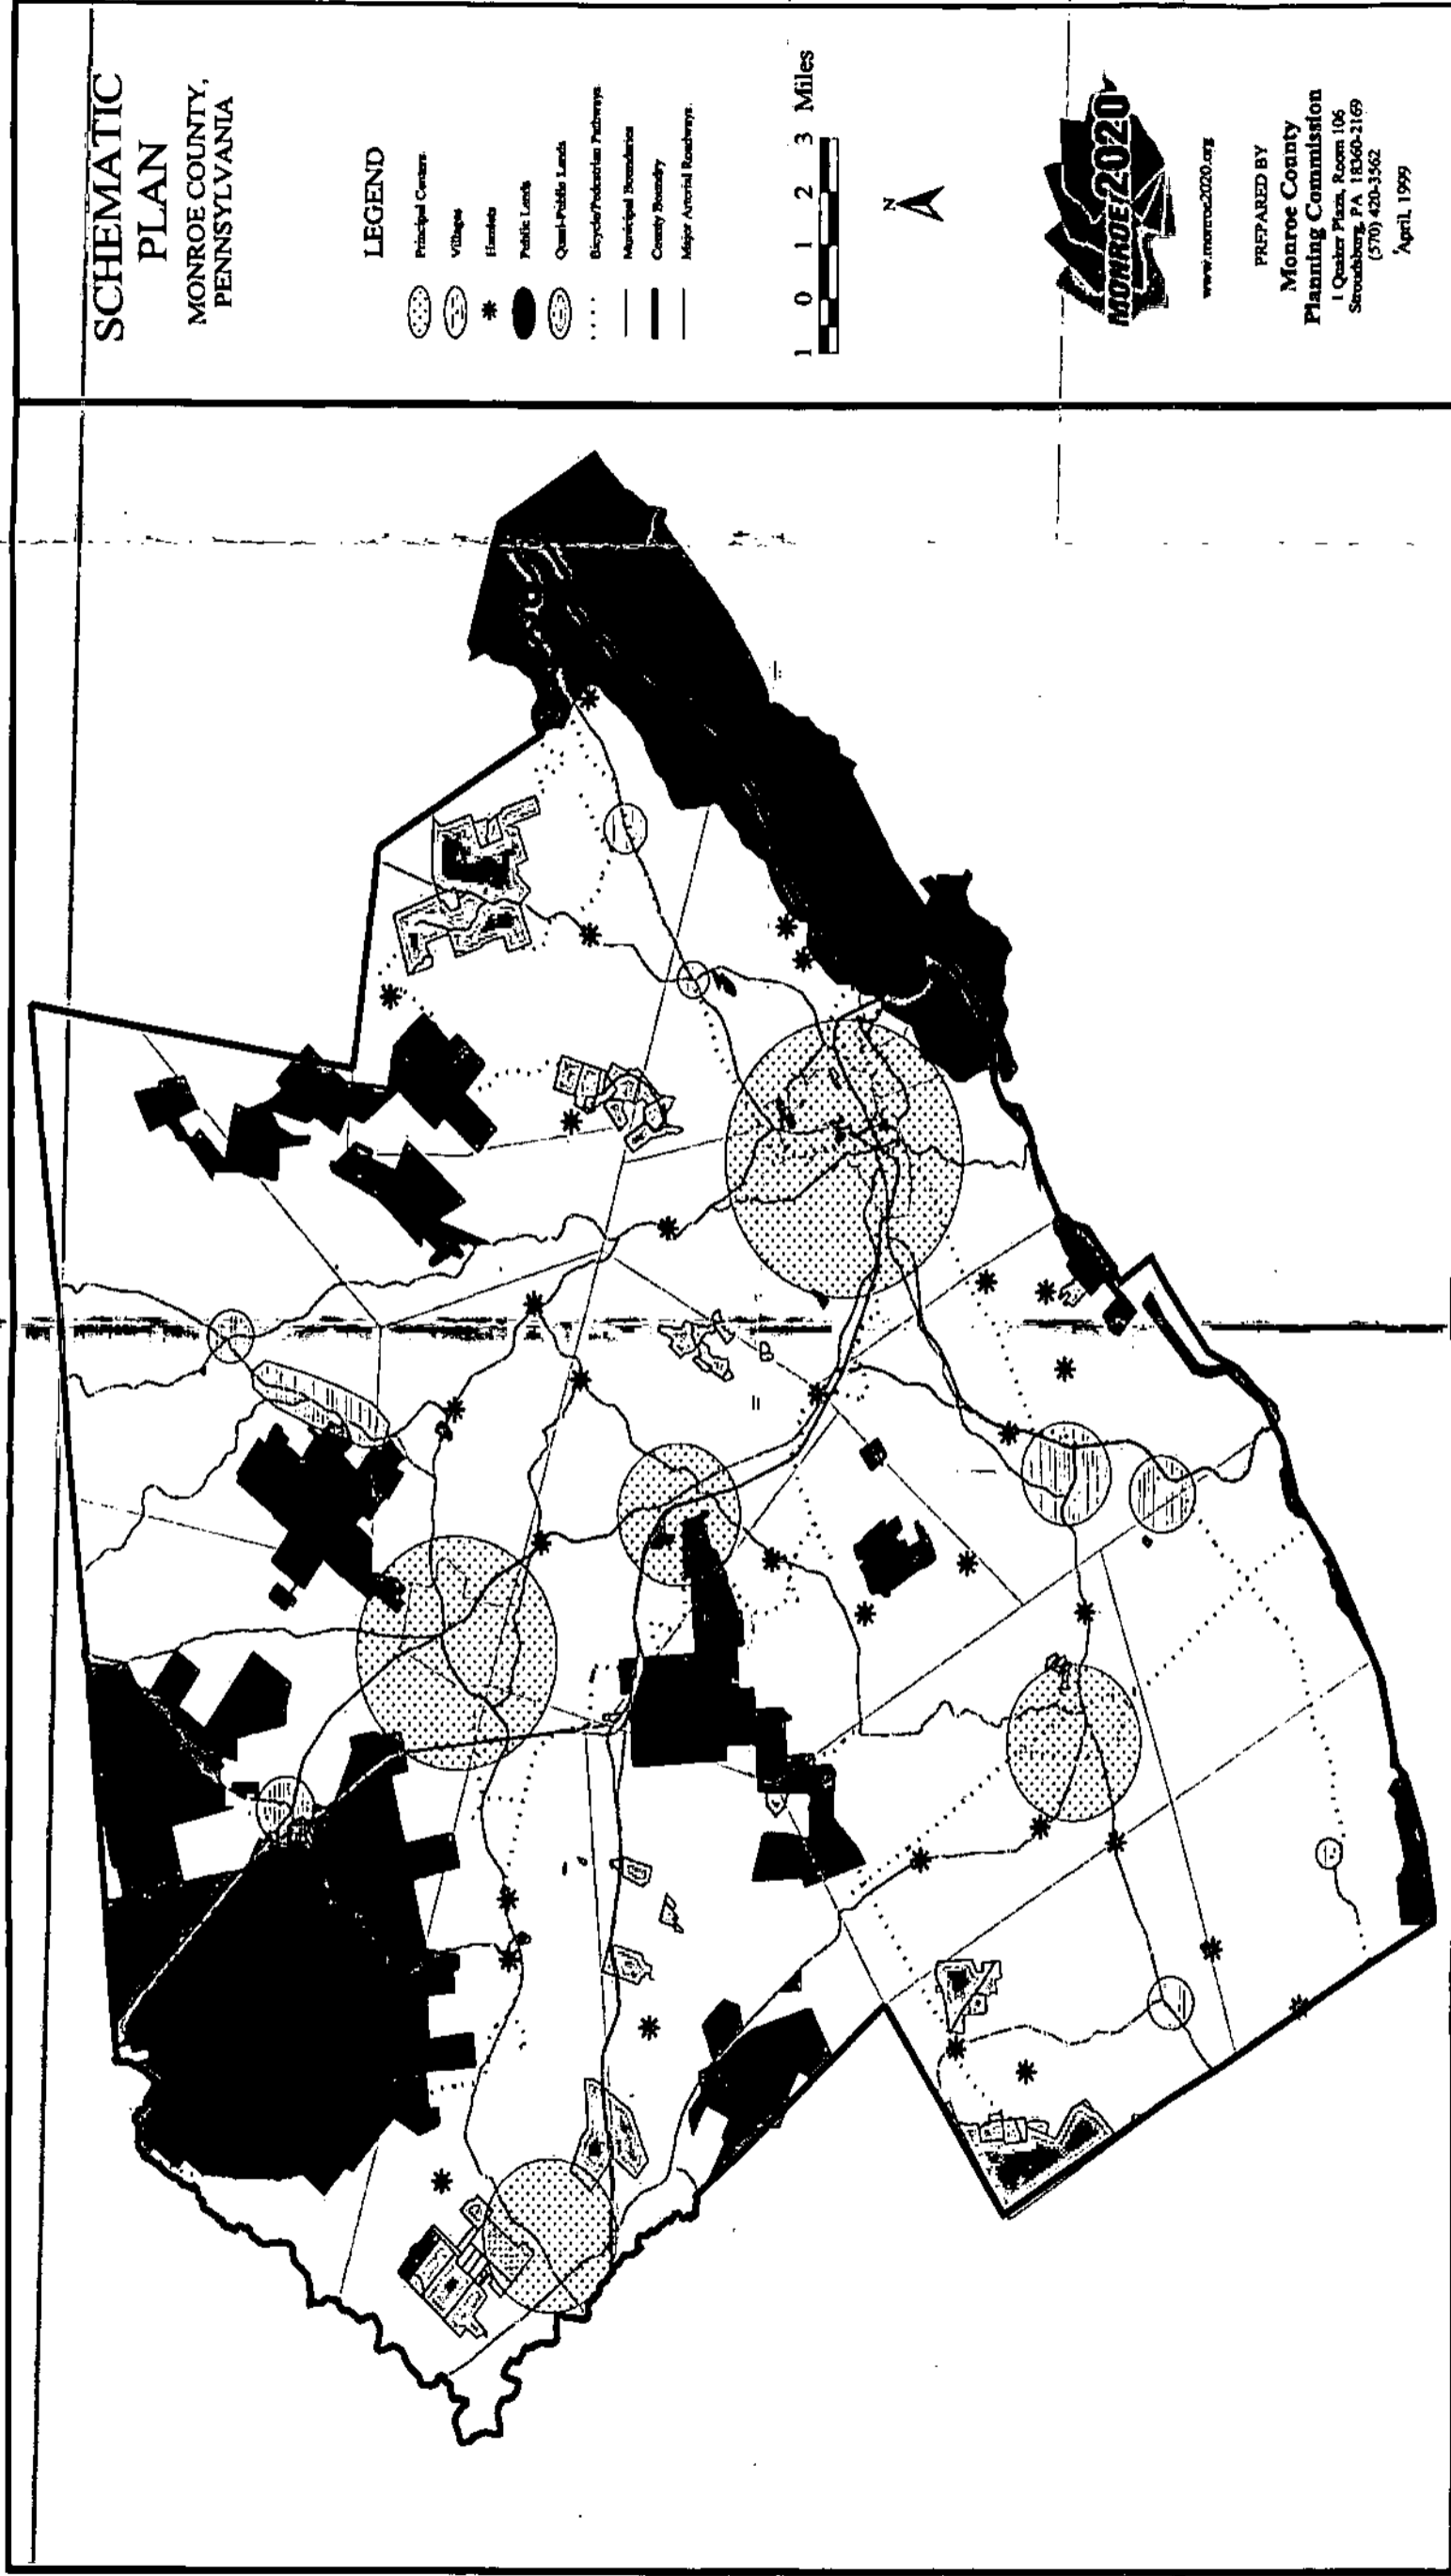 SCHEMATIC
PLAN
MONROE COUNTY,
PENNSYLVANIA
LEGEND
Principal Centers
Villages
Hamlets
Public Lands
Quasi-Public Lands
Bicycle/Pedestrian Pathways
Municipal Boundaries
County Boundry
Major Arterial Roadways
1 0 1 2 3 Miles
N
MONROE 2020
www.monroe2020.org
PREPARED BY
Monroe County
Planning Commission
1 Quaker Plaza, Room 106
Stroudsburg, PA 18360-2169
(570) 420-3562
April, 1999